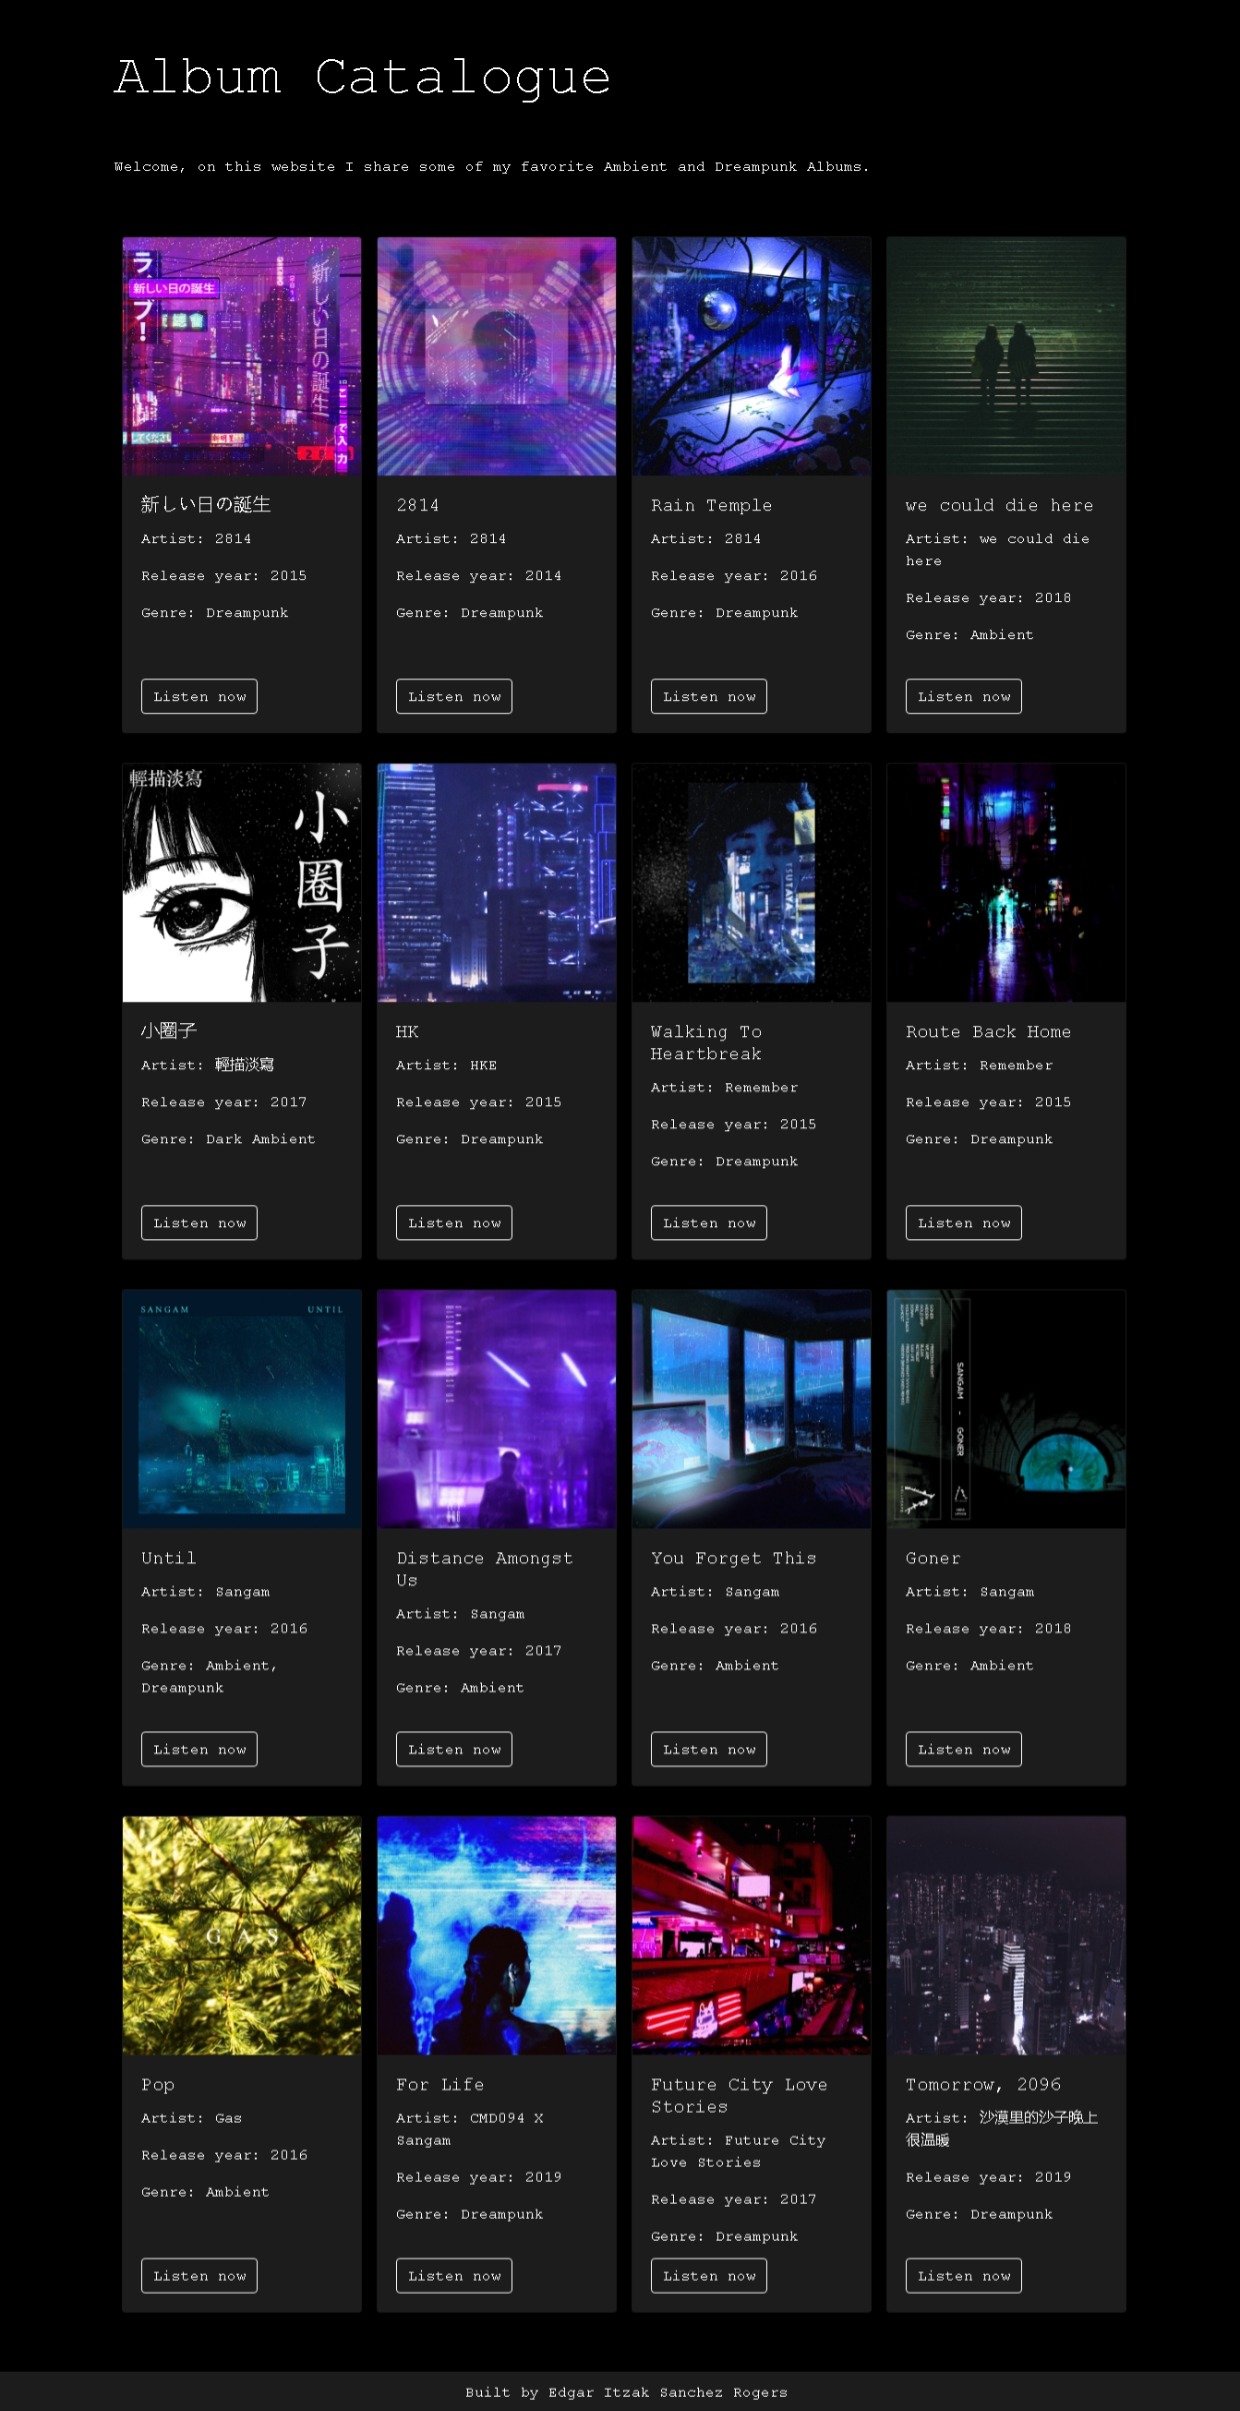 Album Catalogue
Welcome, on this website I share some of my favorite Ambient and Dreampunk Albums.
ラ
新しい日の誕生
ブ!
新しい日の誕生
新しい日の誕生
2814
Rain Temple
we could die here
Artist: 2814
Artist: 2814
Artist: 2814
Artist: we could die
here
Release year: 2015
Release year: 2014
Release year: 2016
Release year: 2018
Genre: Dreampunk
Genre: Dreampunk
Genre: Dreampunk
Genre: Ambient
Listen now
Listen now
Listen now
Listen now
輕描淡寫
小圈子
TSUTAYA
小圈子
HK
Walking To
Heartbreak
Route Back Home
Artist: 輕描淡寫
Artist: HKE
Artist: Remember
Artist: Remember
Release year: 2017
Release year: 2015
Release year: 2015
Release year: 2015
Genre: Dark Ambient
Genre: Dreampunk
Genre: Dreampunk
Genre: Dreampunk
Listen now
Listen now
Listen now
Listen now
SANGAM UNTIL
SANGAM - GONER
Until
Distance Amongst
Us
You Forget This
Goner
Artist: Sangam
Artist: Sangam
Artist: Sangam
Artist: Sangam
Release year: 2016
Release year: 2017
Release year: 2016
Release year: 2018
Genre: Ambient,
Dreampunk
Genre: Ambient
Genre: Ambient
Genre: Ambient
Listen now
Listen now
Listen now
Listen now
GAS
Pop
For Life
Future City Love
Stories
Tomorrow, 2096
Artist: Gas
Artist: CMD094 X
Sangam
Artist: Future City
Love Stories
Artist: 沙漠里的沙子晚上
很温暖
Release year: 2016
Release year: 2019
Release year: 2017
Release year: 2019
Genre: Ambient
Genre: Dreampunk
Genre: Dreampunk
Genre: Dreampunk
Listen now
Listen now
Listen now
Listen now
Built by Edgar Itzak Sanchez Rogers